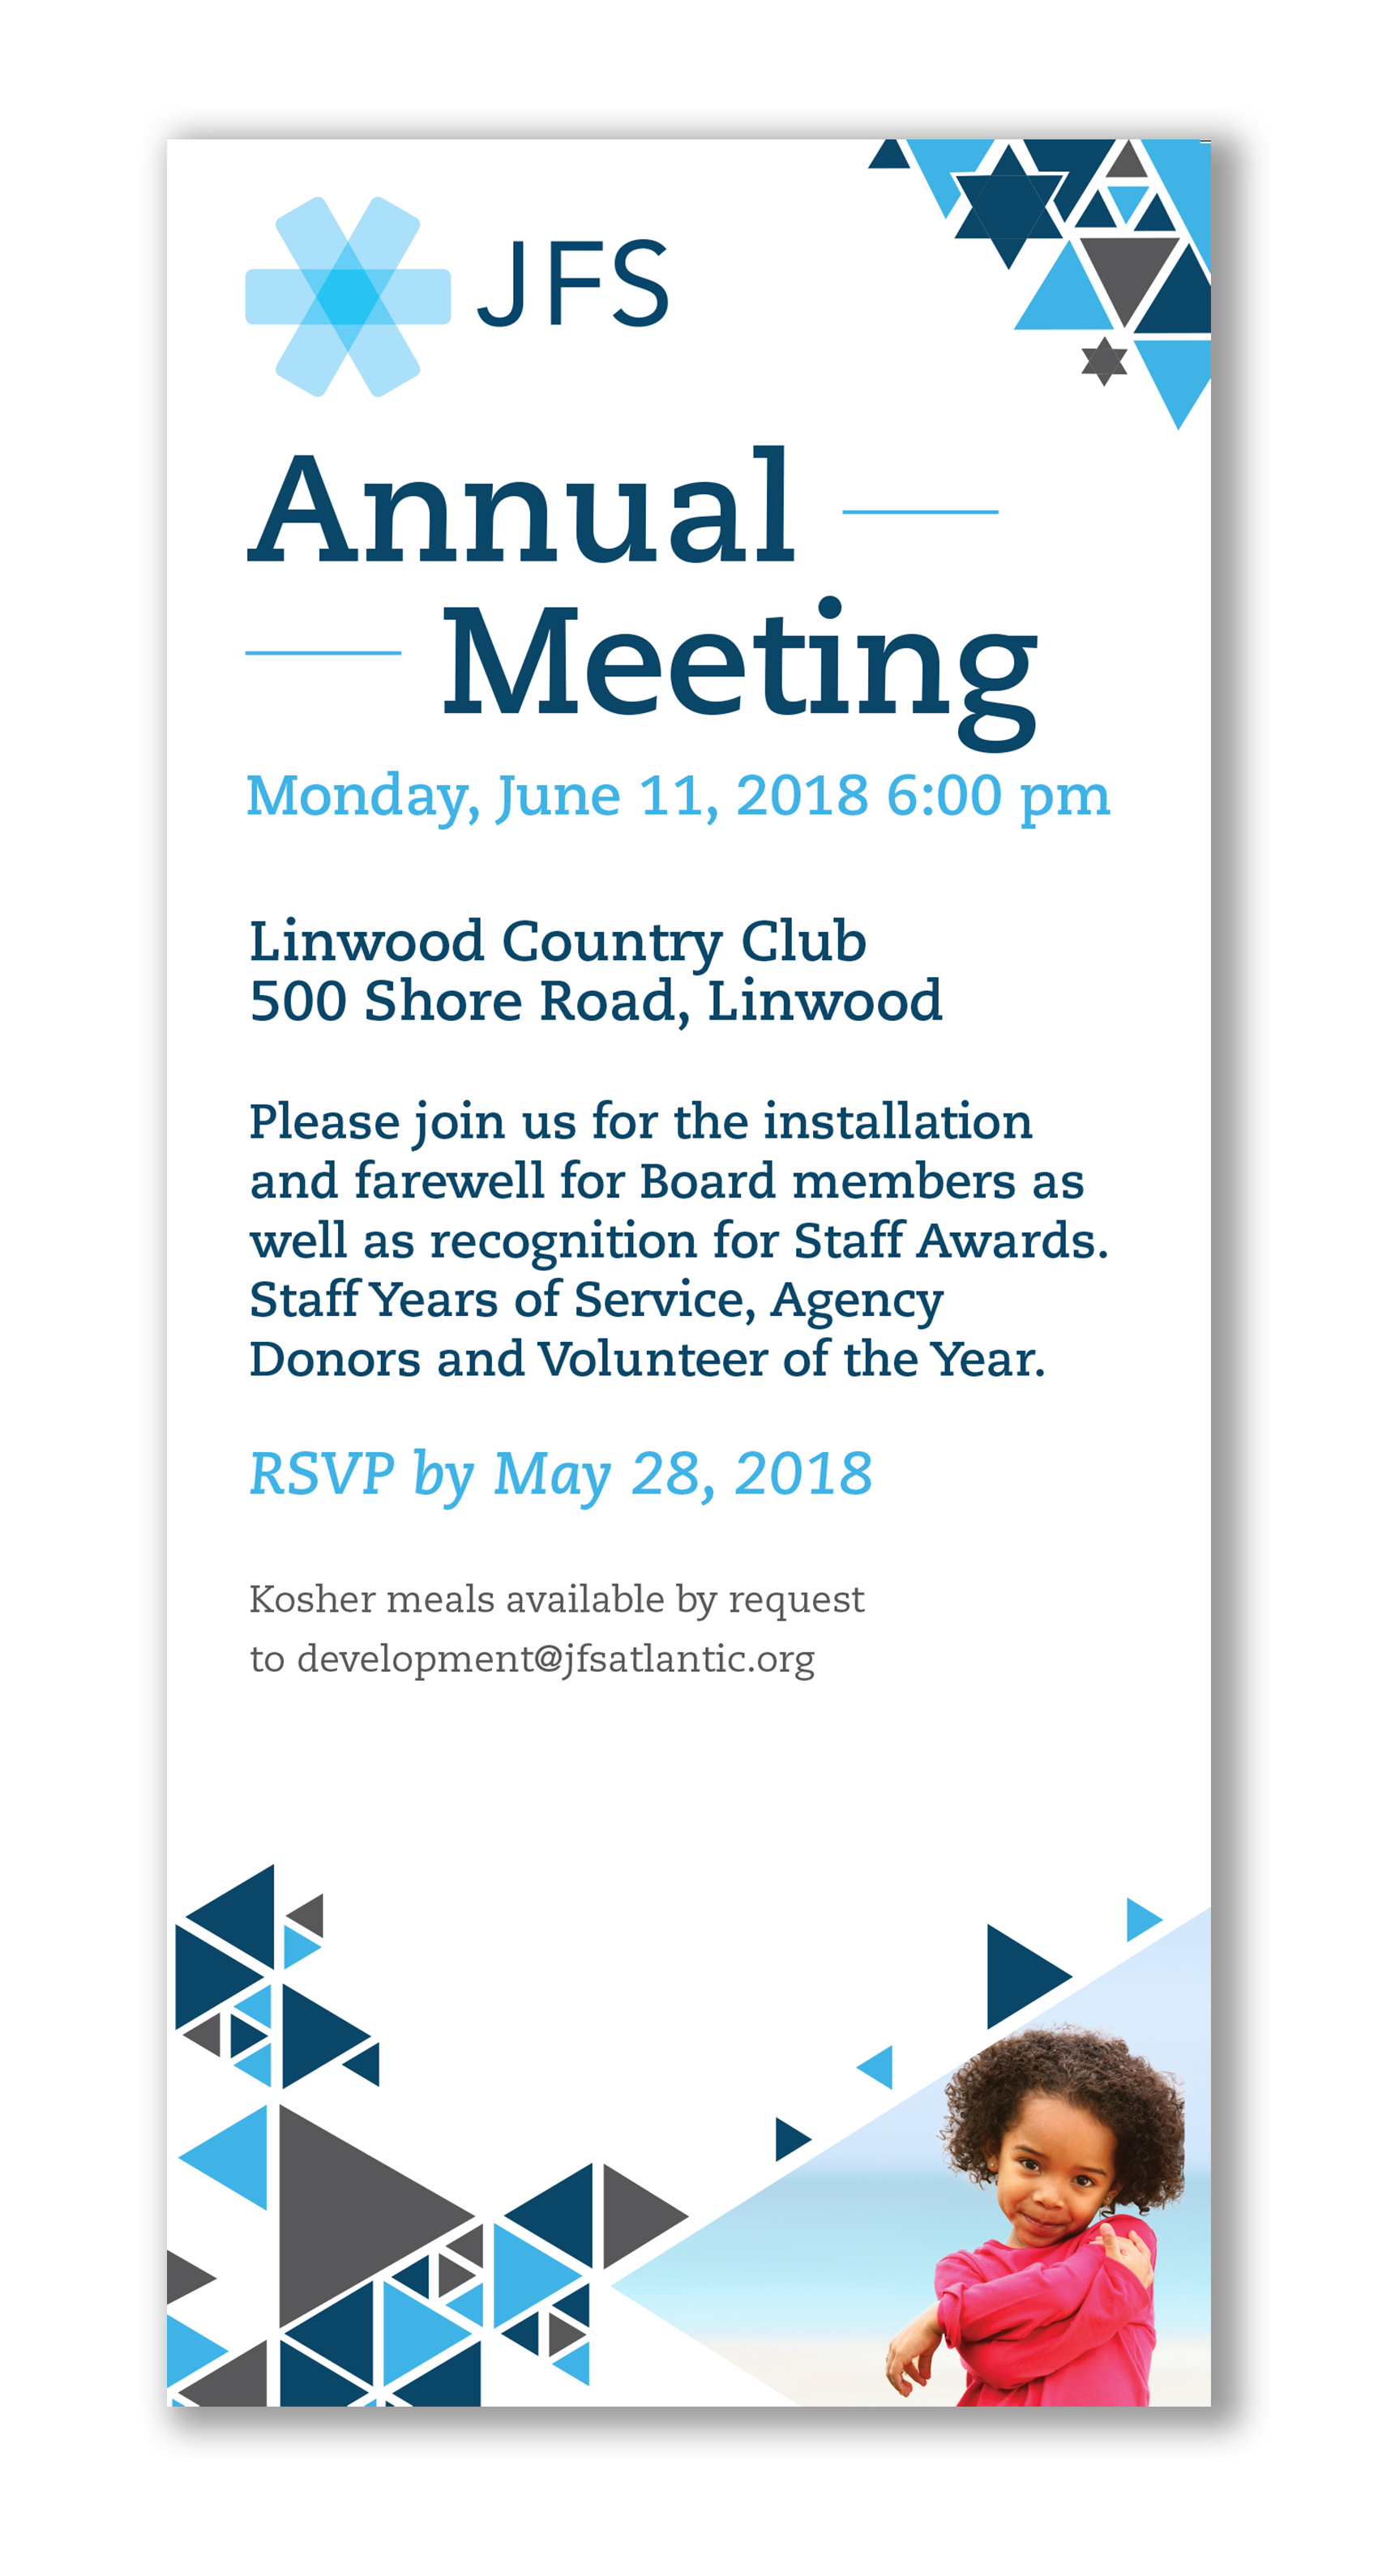 JFS
Annual
Meeting
Monday, June 11, 2018 6:00 pm
Linwood Country Club
500 Shore Road, Linwood
Please join us for the installation
and farewell for Board members as
well as recognition for Staff Awards.
Staff Years of Service, Agency
Donors and Volunteer of the Year.
RSVP by May 28, 2018
Kosher meals available by request
to development@jfsatlantic.org